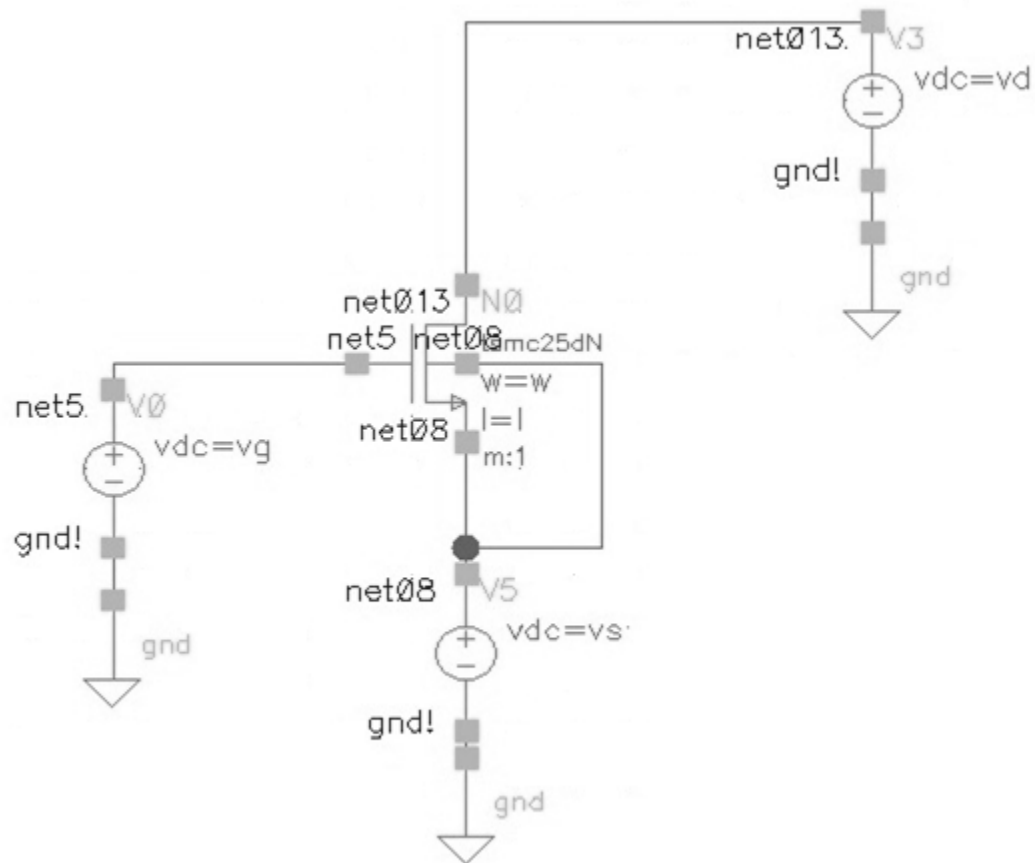 net013. V3
vdc=vd
gnd!
gnd
net013 N0
net5 net08
w=w
l=l
net08
m:1
net5. V0
vdc=vg
gnd!
gnd
net08 V5
vdc=vs
gnd!
gnd